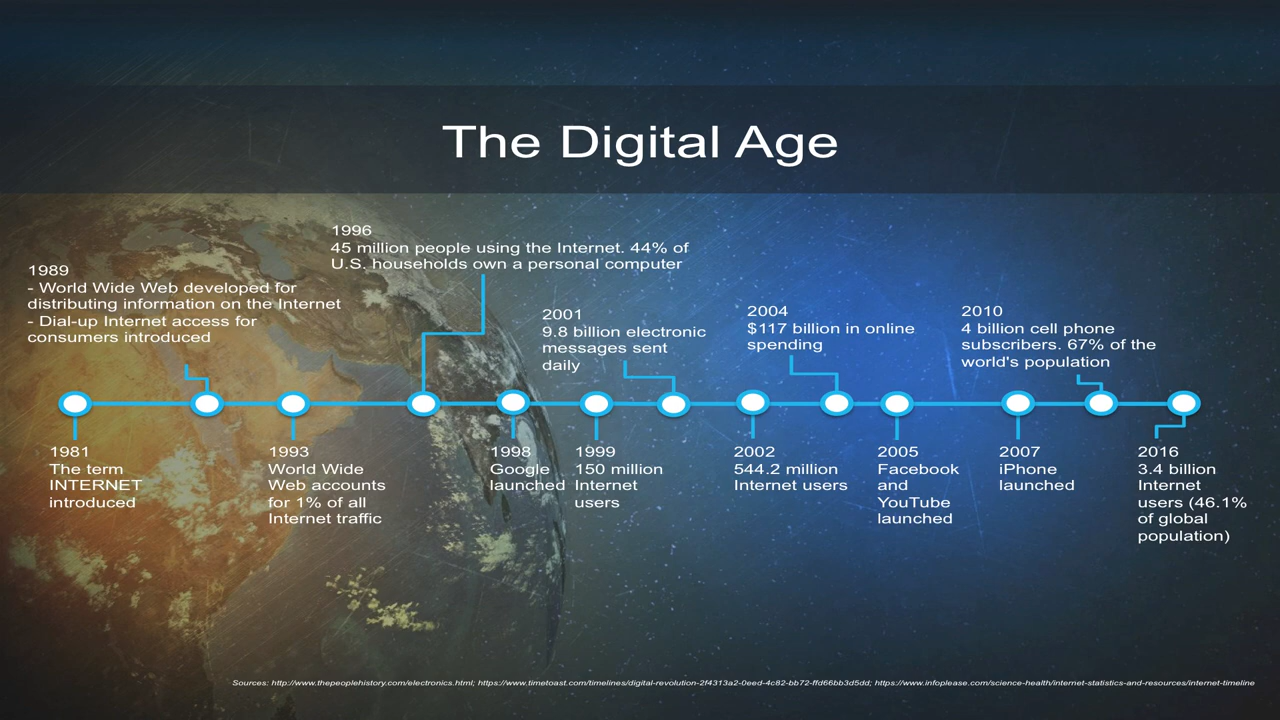 The Digital Age
1989
- World Wide Web developed for
distributing information on the Internet
- Dial-up Internet access for
consumers introduced
1996
45 million people using the Internet. 44% of
U.S. households own a personal computer
2001
9.8 billion electronic
messages sent
daily
2004
$117 billion in online
spending
2010
4 billion cell phone
subscribers. 67% of the
world's population
1981
The term
INTERNET
introduced
1993
World Wide
Web accounts
for 1% of all
Internet traffic
1998
Google
launched
1999
150 million
Internet
users
2002
544.2 million
Internet users
2005
Facebook
and
YouTube
launched
2007
iPhone
launched
2016
3.4 billion
Internet
users (46.1%
of global
population)
Sources: http://www.thepeoplehistory.com/electronics.html; https://www.timetoast.com/timelines/digital-revolution-2f4313a2-0eed-4c82-bb72-ffd66bb3d5dd; https://www.infoplease.com/science-health/internet-statistics-and-resources/internet-timeline